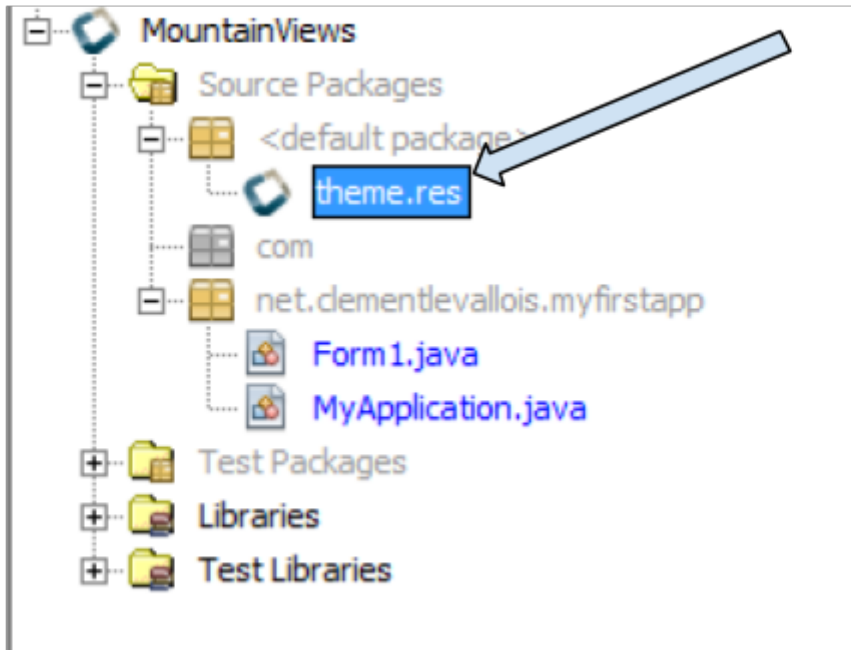 MountainViews
Source Packages
<default package>
theme.res
com
net.clementlevallois.myfirstapp
Form1.java
MyApplication.java
Test Packages
Libraries
Test Libraries